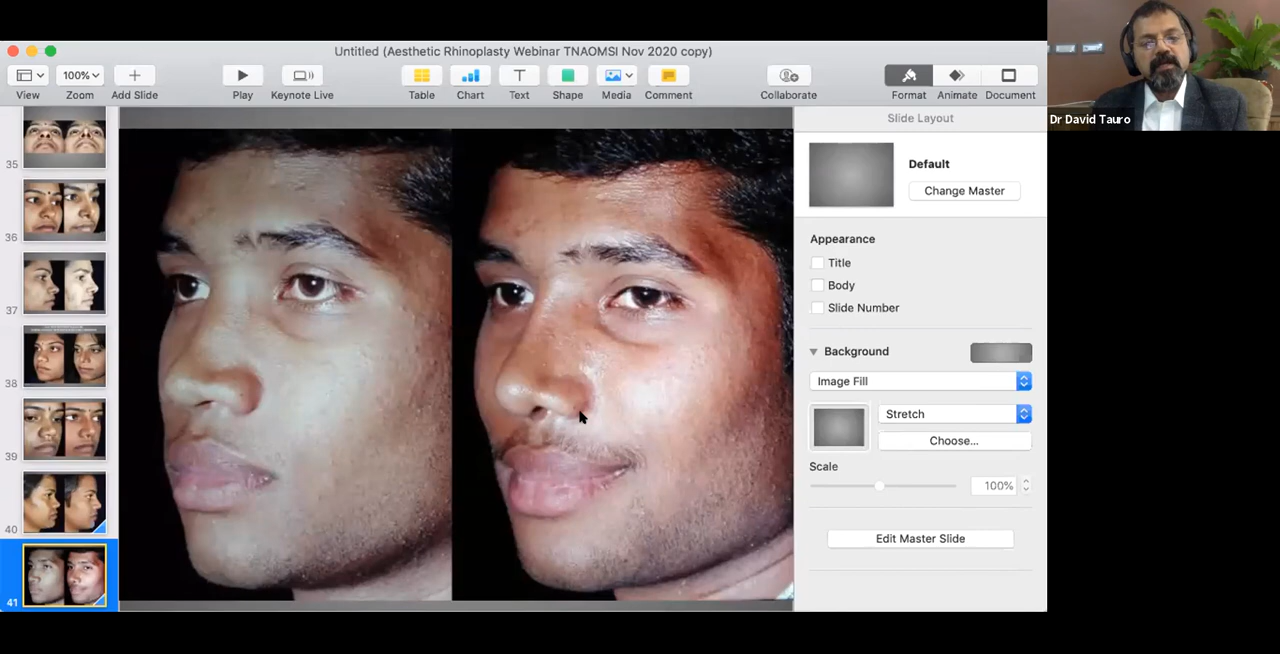 Untitled (Aesthetic Rhinoplasty Webinar TNAOMSI Nov 2020 copy)
100%
View Zoom Add Slide Play Keynote Live Table Chart Text Shape Media Comment Collaborate Format Animate Document
Dr David Tauro
Slide Layout
Default
Change Master
Appearance
Title
Body
Slide Number
Background
Image Fill
Stretch
Choose...
Scale
100%
Edit Master Slide
35
36
37
38
39
40
41